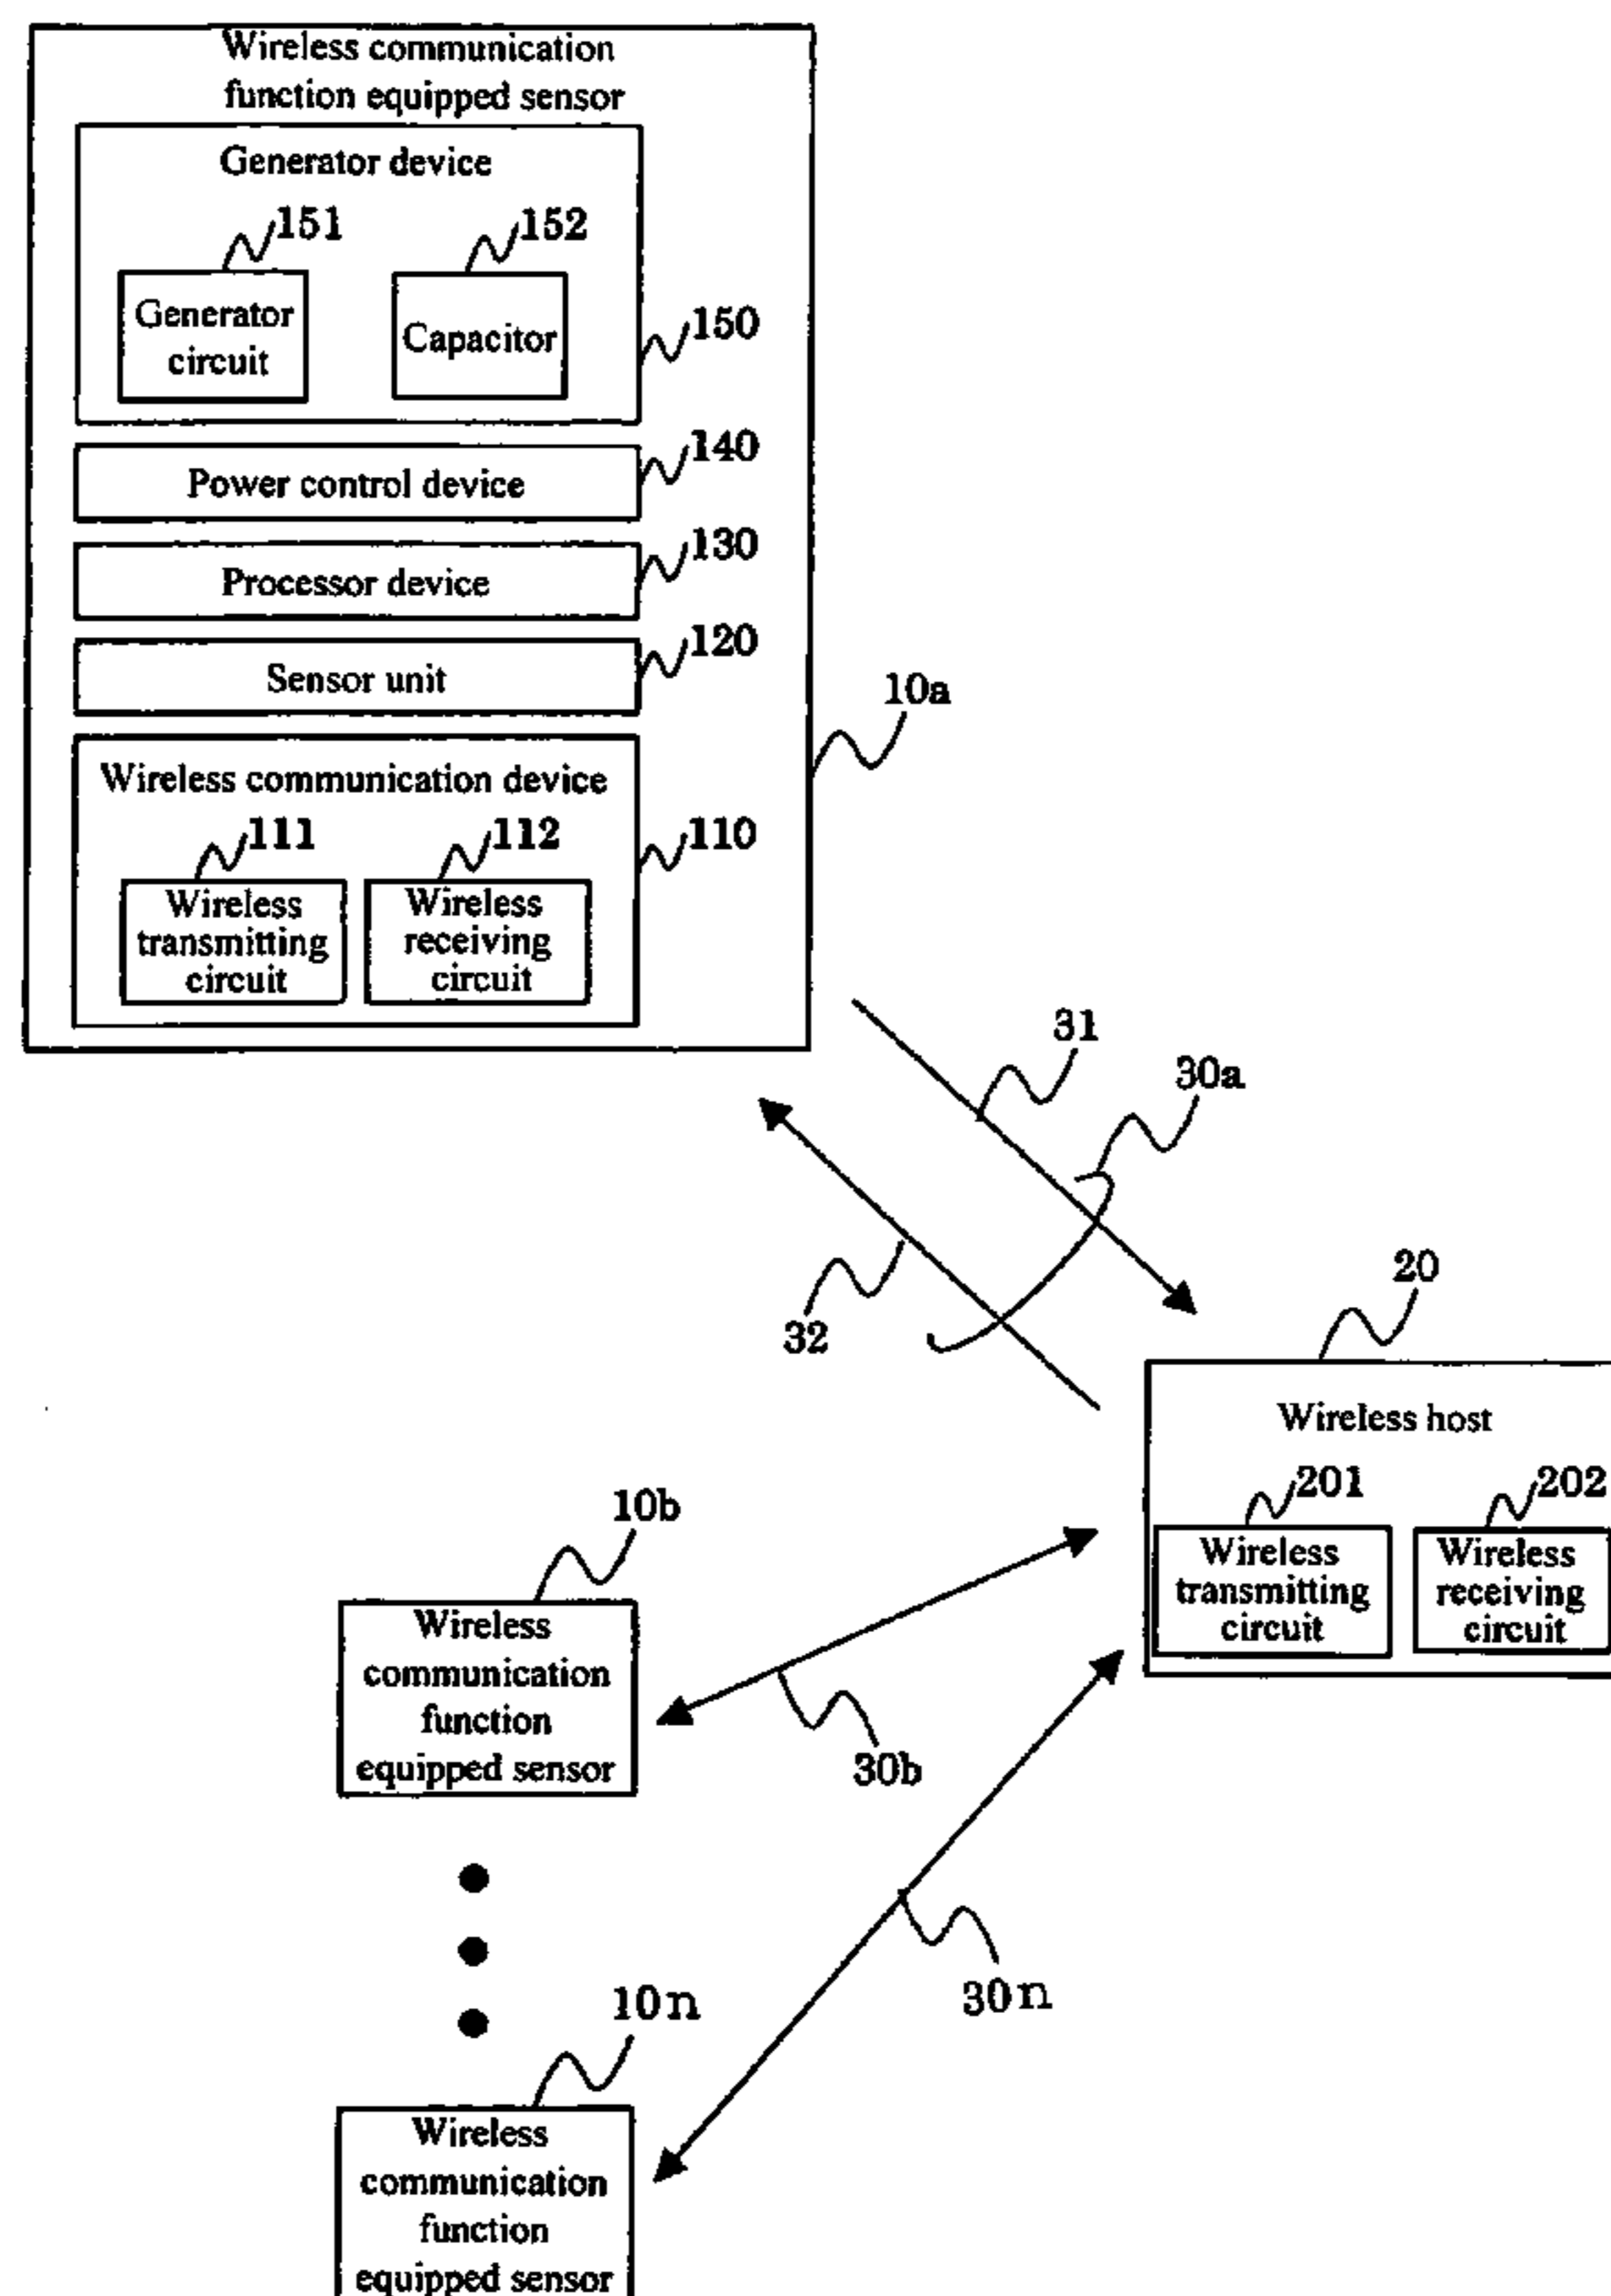 Wireless communication
function equipped sensor
Generator device
151
152
Generator
circuit
Capacitor
150
140
Power control device
130
Processor device
120
Sensor unit
10a
Wireless communication device
111
112
110
Wireless
transmitting
circuit
Wireless
receiving
circuit
31
30a
32
20
Wireless host
201
202
Wireless
transmitting
circuit
Wireless
receiving
circuit
10b
Wireless
communication
function
equipped sensor
30b
30n
10n
Wireless
communication
function
equipped sensor